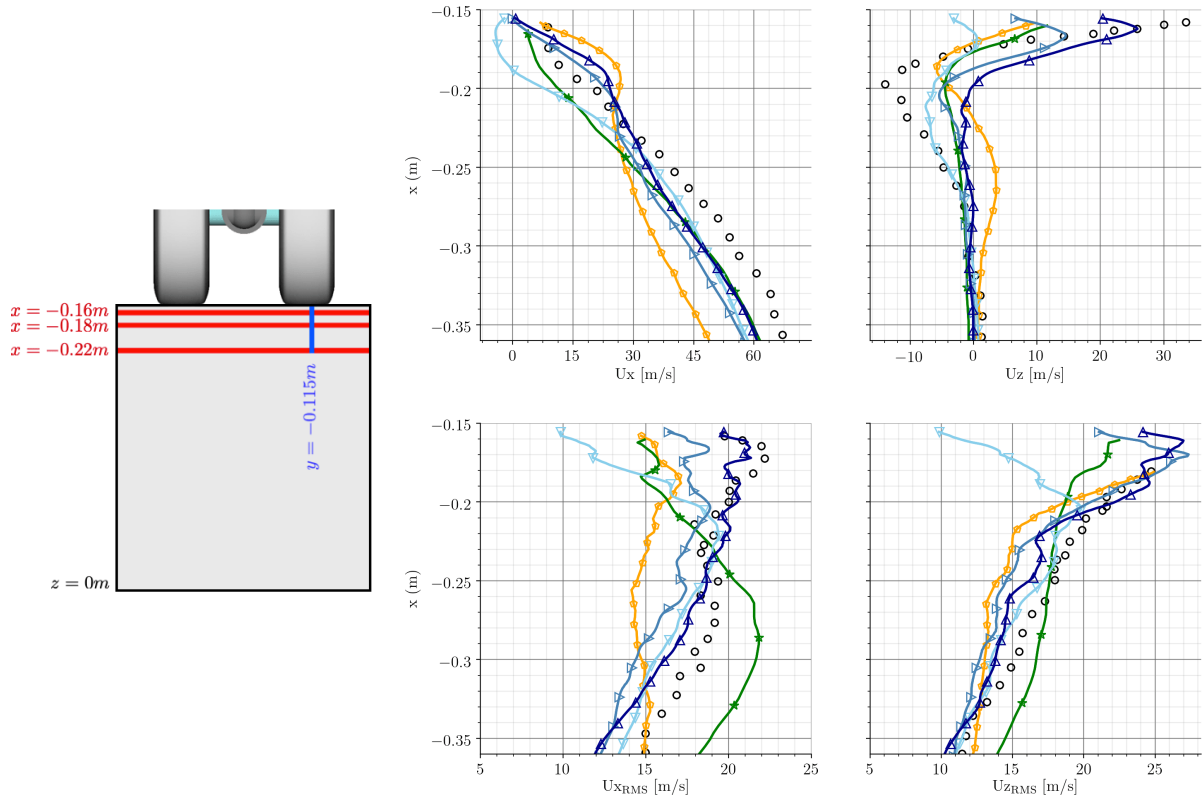 x = −0.16m
x = −0.18m
x = −0.22m
y = −0.115m
z = 0m
−0.15
−0.2
−0.25
−0.3
−0.35
x (m)
0 15 30 45 60
Ux [m/s]
−10 0 10 20 30
Uz [m/s]
−0.15
−0.2
−0.25
−0.3
−0.35
x (m)
5 10 15 20 25
UxRMS [m/s]
5 10 15 20 25
UzRMS [m/s]